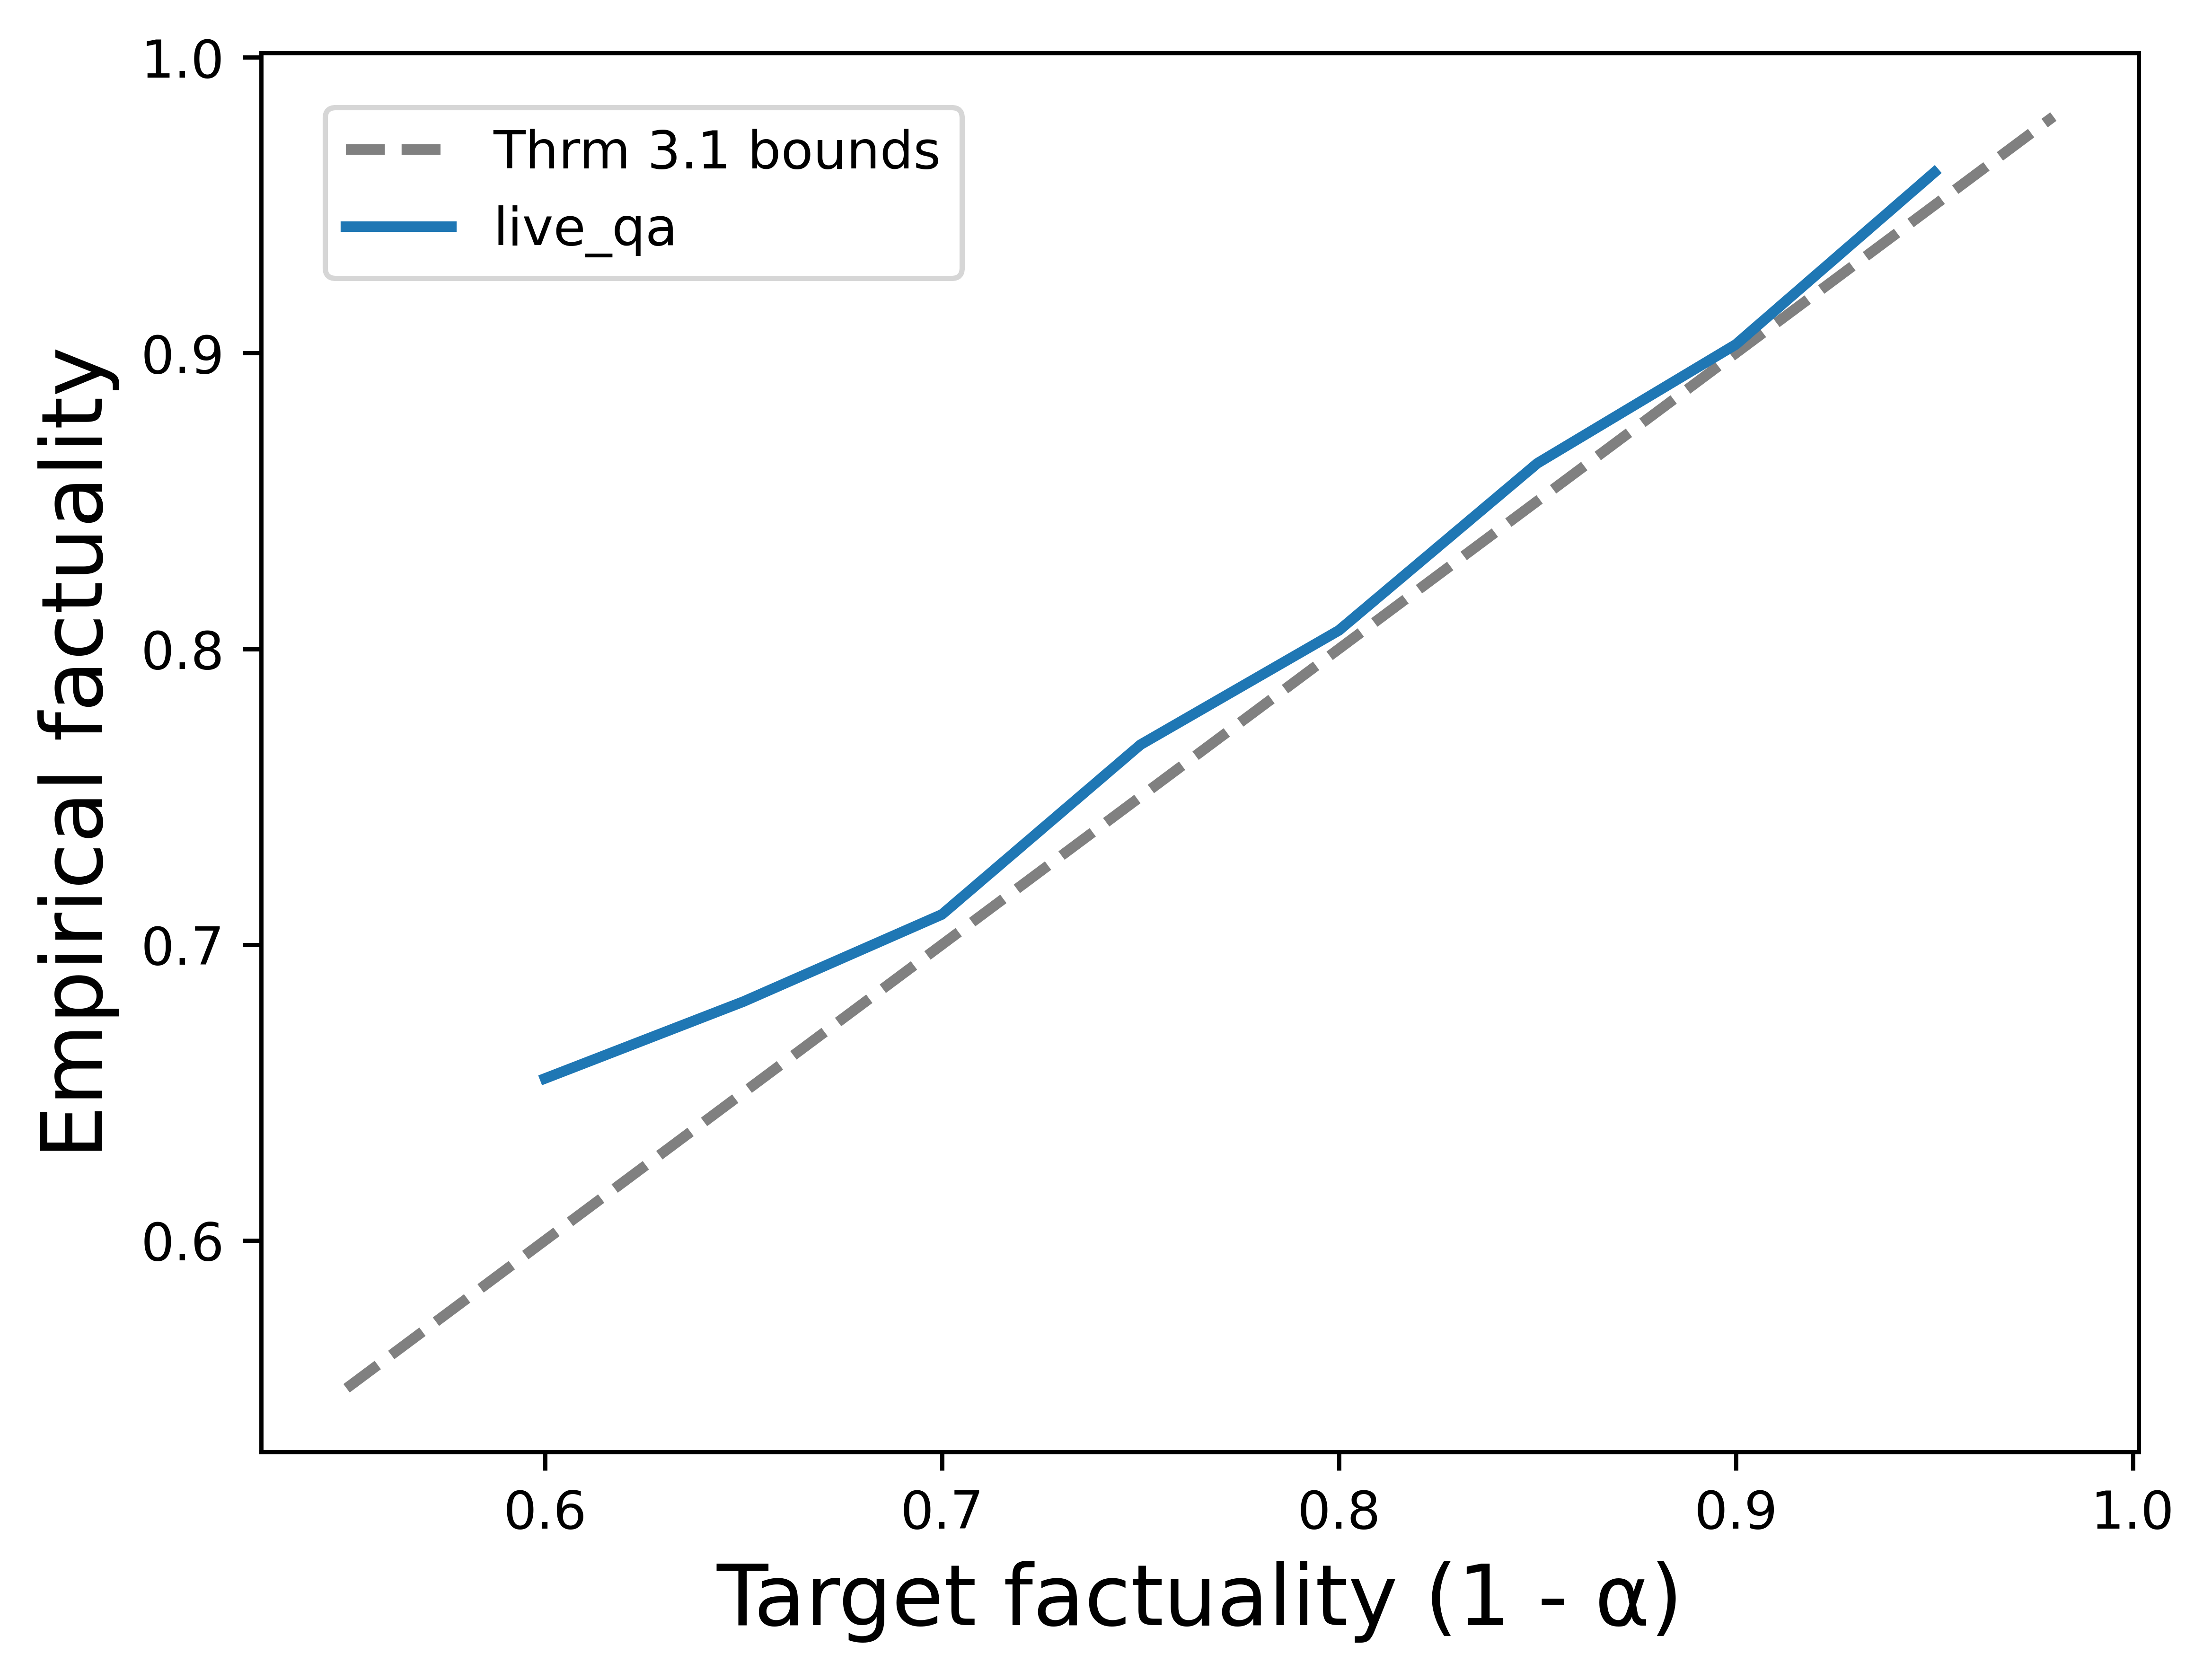 1.0
0.9
0.8
0.7
0.6
Empirical factuality
Thrm 3.1 bounds
live_qa
0.6 0.7 0.8 0.9 1.0
Target factuality (1 - α)